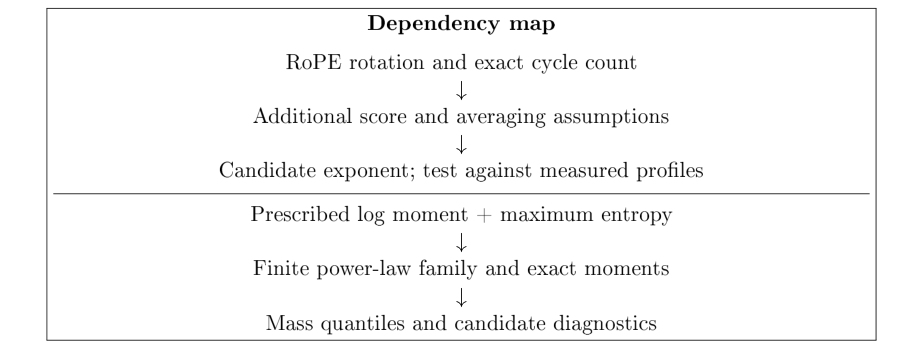 Dependency map
RoPE rotation and exact cycle count
↓
Additional score and averaging assumptions
↓
Candidate exponent; test against measured profiles
Prescribed log moment + maximum entropy
↓
Finite power-law family and exact moments
↓
Mass quantiles and candidate diagnostics